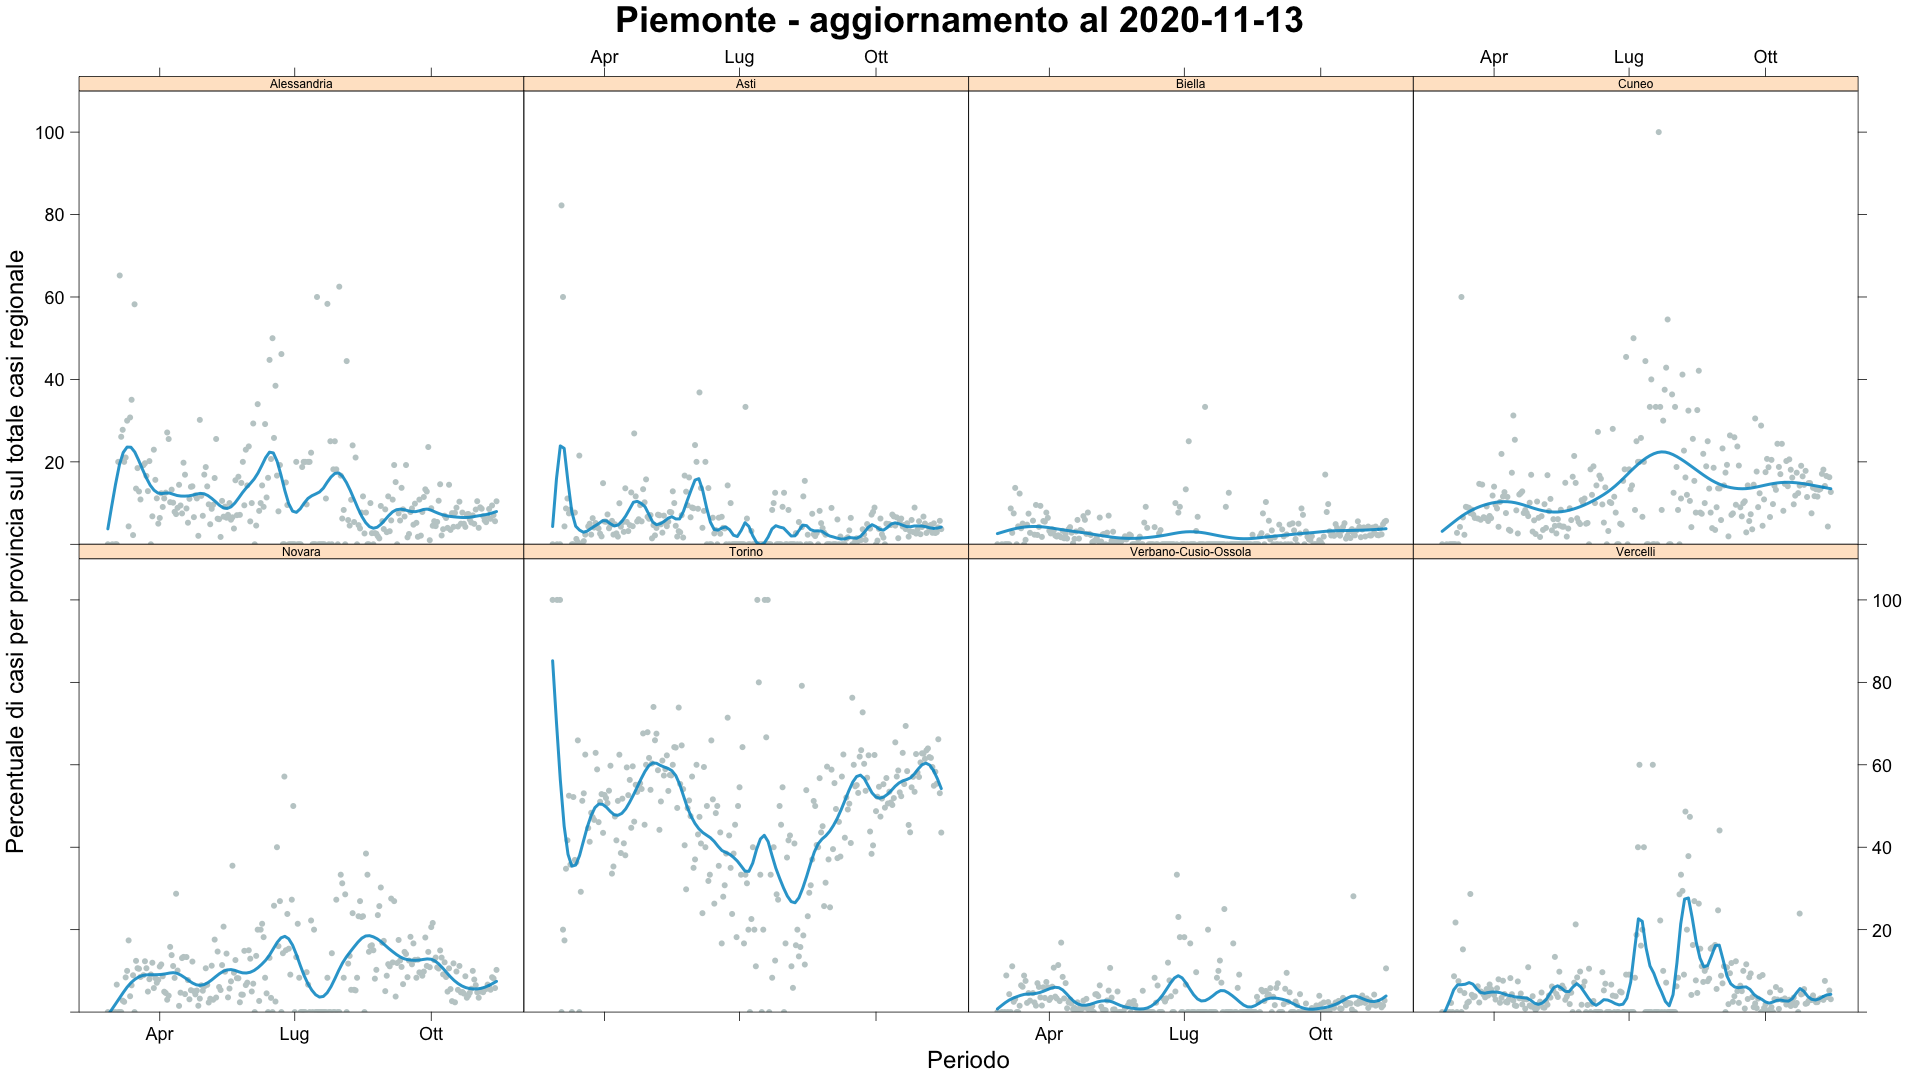 Piemonte - aggiornamento al 2020-11-13
Apr Lug Ott Apr Lug Ott
Alessandria Asti Biella Cuneo
100
80
60
40
20
Percentuale di casi per provincia sul totale casi regionale
Novara Torino Verbano-Cusio-Ossola Vercelli
100
80
60
40
20
Apr Lug Ott Apr Lug Ott
Periodo